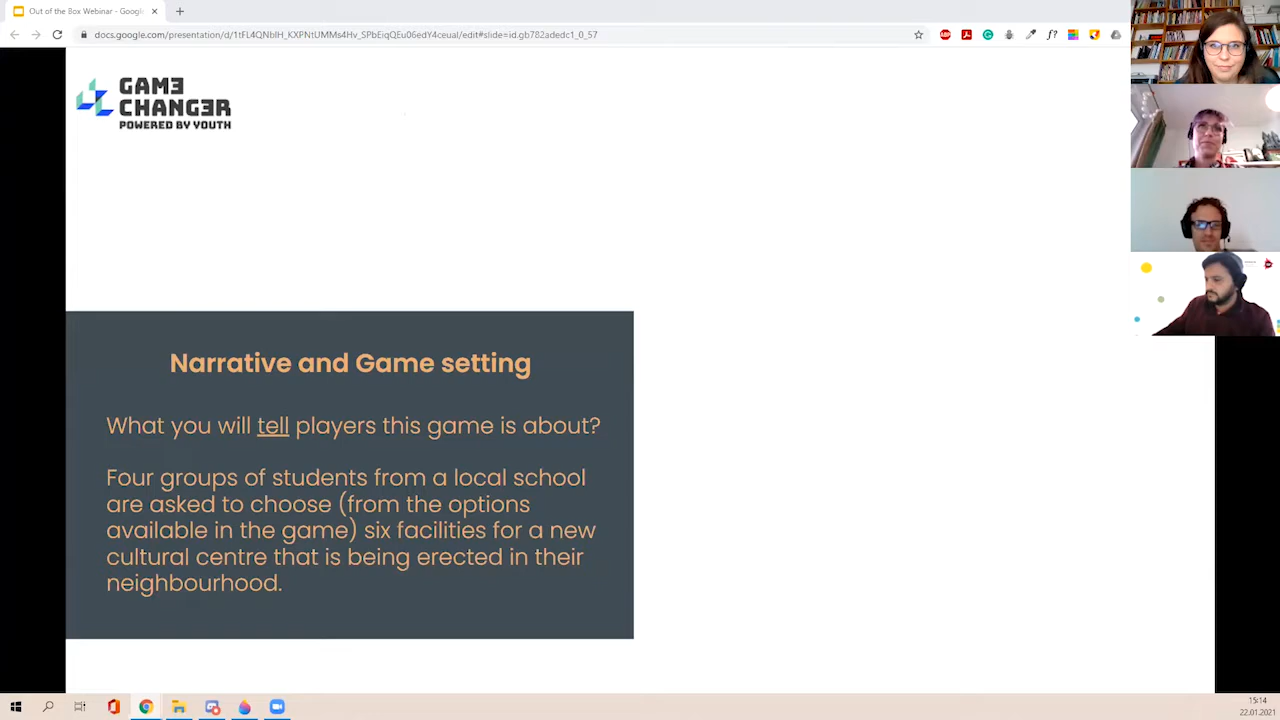 Out of the Box Webinar - Googl
docs.google.com/presentation/d/1tFL4QNbIH_KXPNtUMMs4Hv_SPbEiqQEu06edY4ceuaI/edit#slide=id.gb782adedc1_0_57
GAME
CHANGER
POWERED BY YOUTH
Narrative and Game setting
What you will tell players this game is about?
Four groups of students from a local school
are asked to choose (from the options
available in the game) six facilities for a new
cultural centre that is being erected in their
neighbourhood.
15:14
22.01.2021